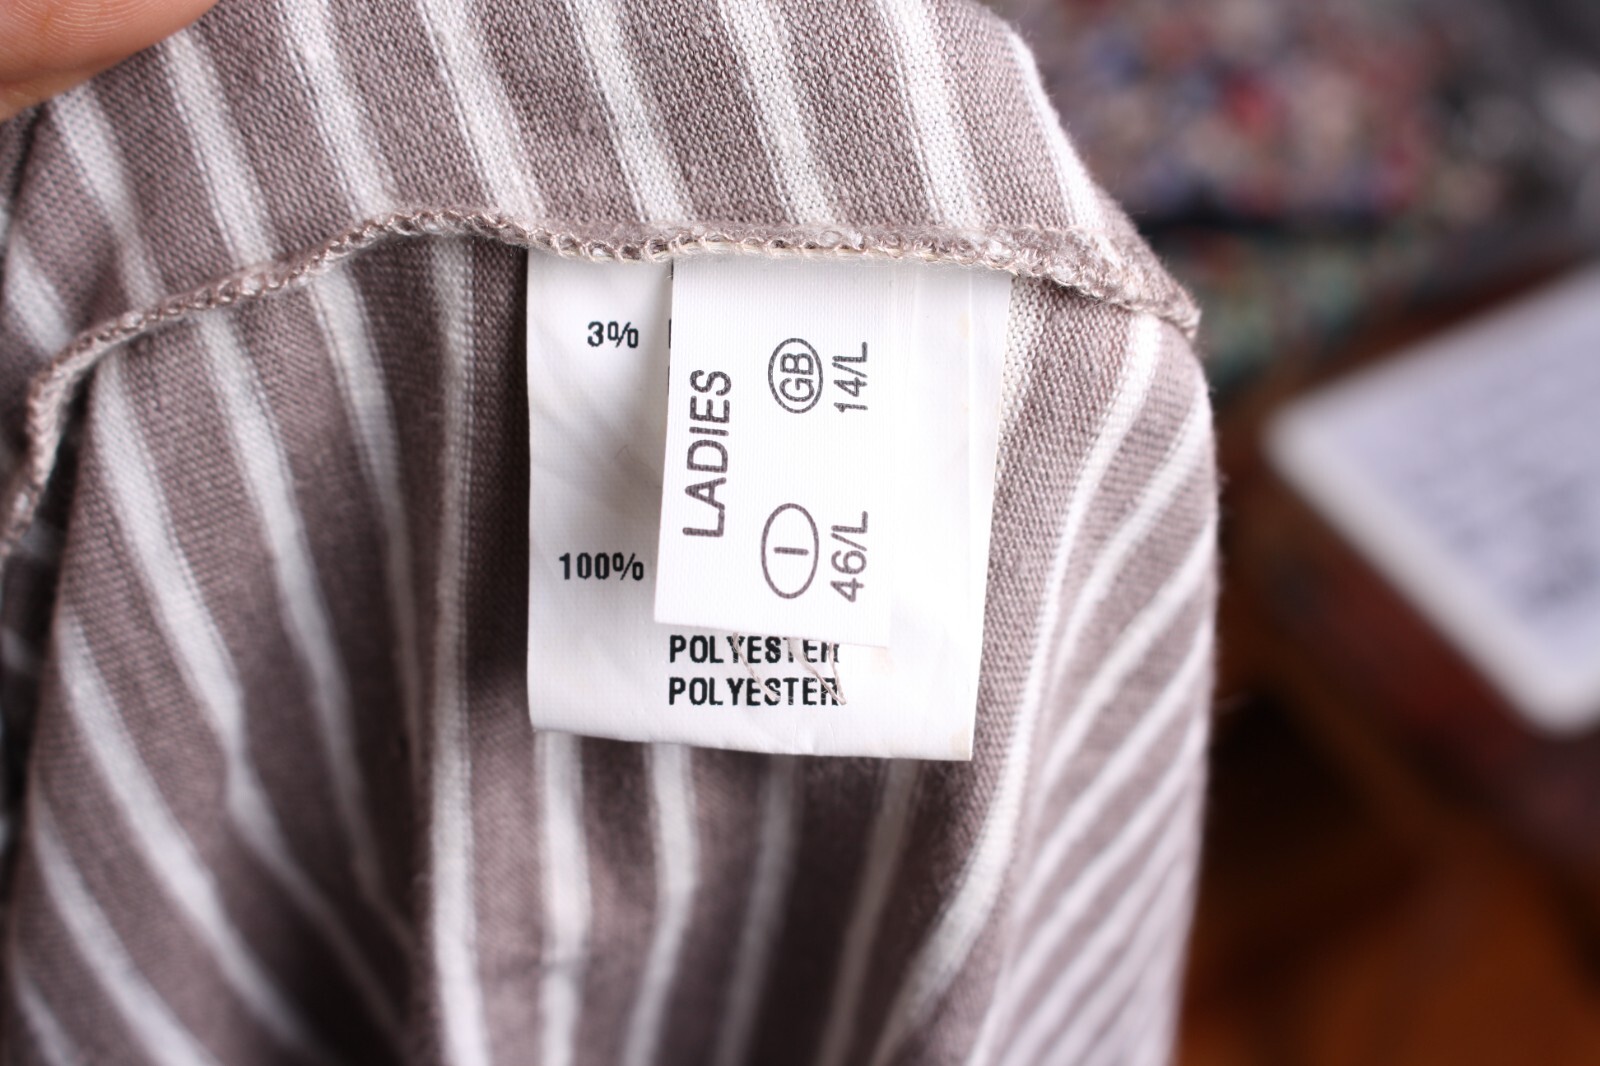 3%
100%
POLYESTER
POLYESTER
LADIES
I GB
46/L 14/L